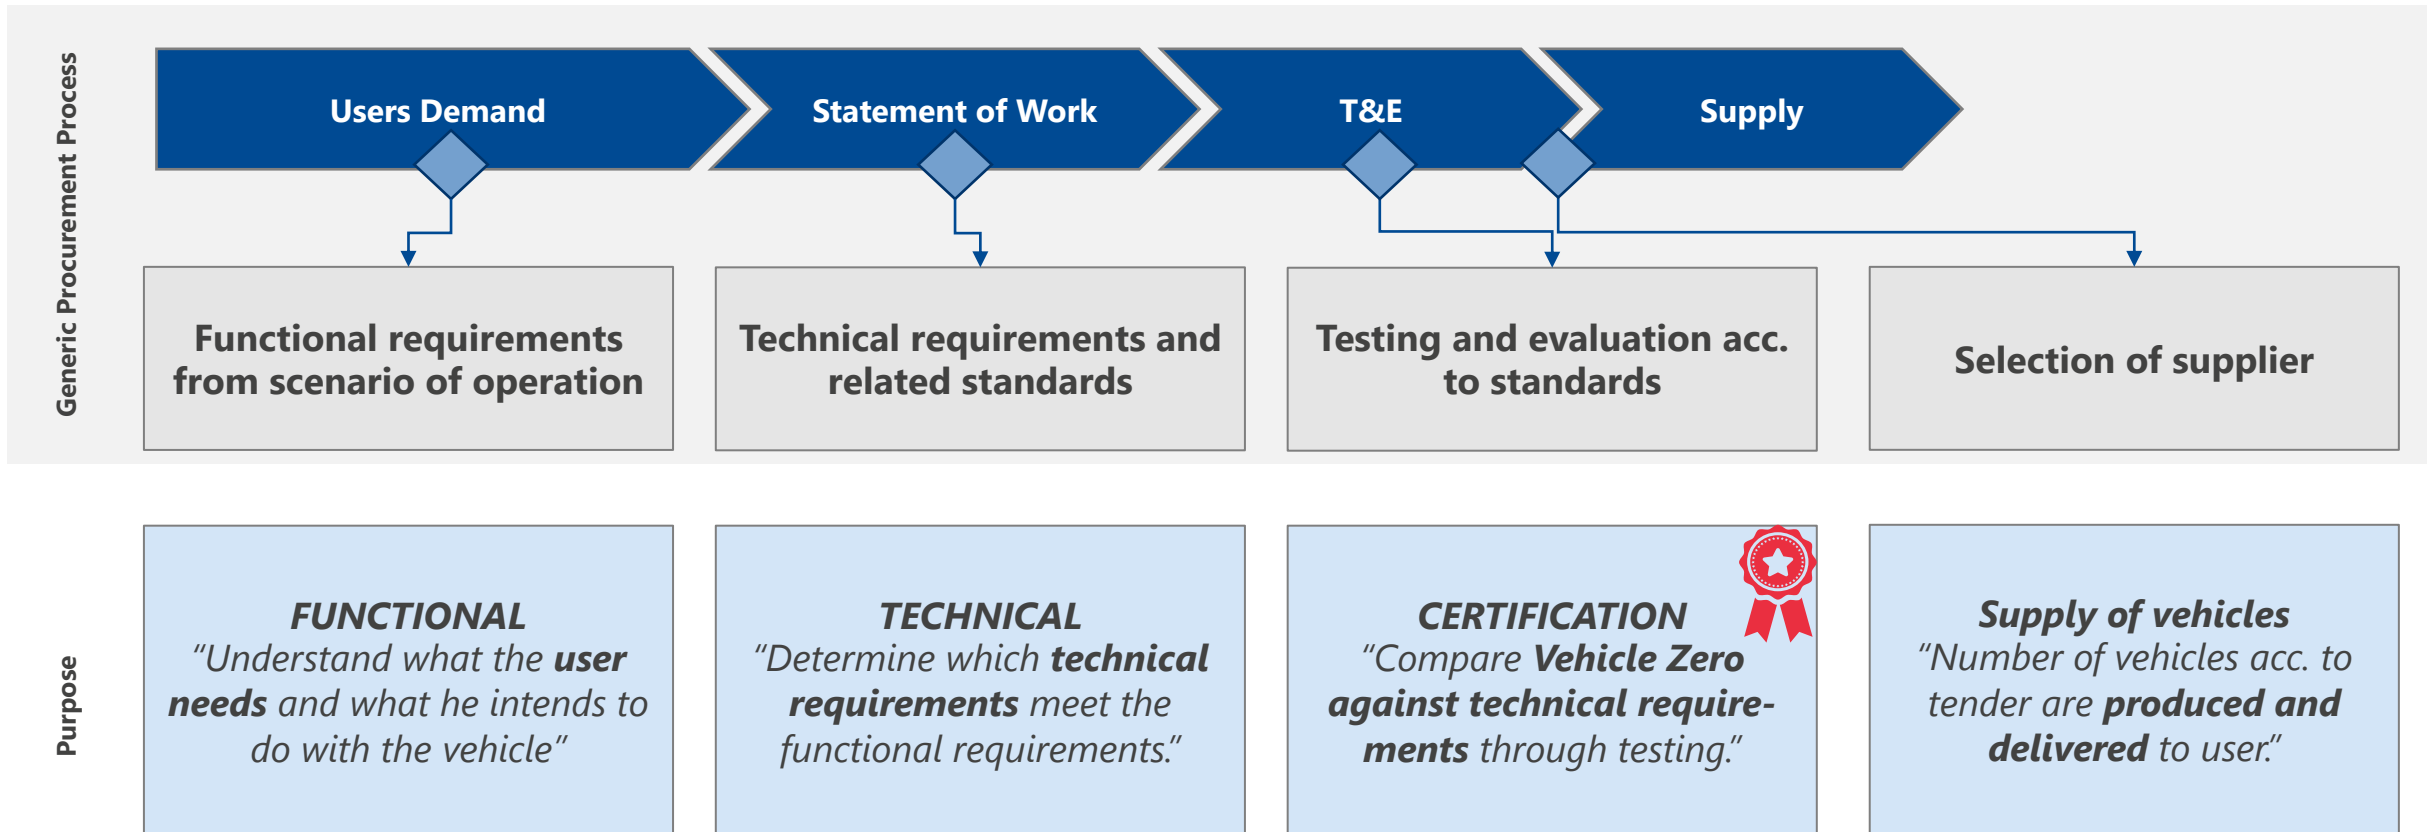 Generic Procurement Process
Users Demand
Statement of Work
T&E
Supply
Functional requirements
from scenario of operation
Technical requirements and
related standards
Testing and evaluation acc.
to standards
Selection of supplier
Purpose
FUNCTIONAL
“Understand what the user
needs and what he intends to
do with the vehicle”
TECHNICAL
“Determine which technical
requirements meet the
functional requirements.”
CERTIFICATION
“Compare Vehicle Zero
against technical require-
ments through testing.”
Supply of vehicles
“Number of vehicles acc. to
tender are produced and
delivered to user.”